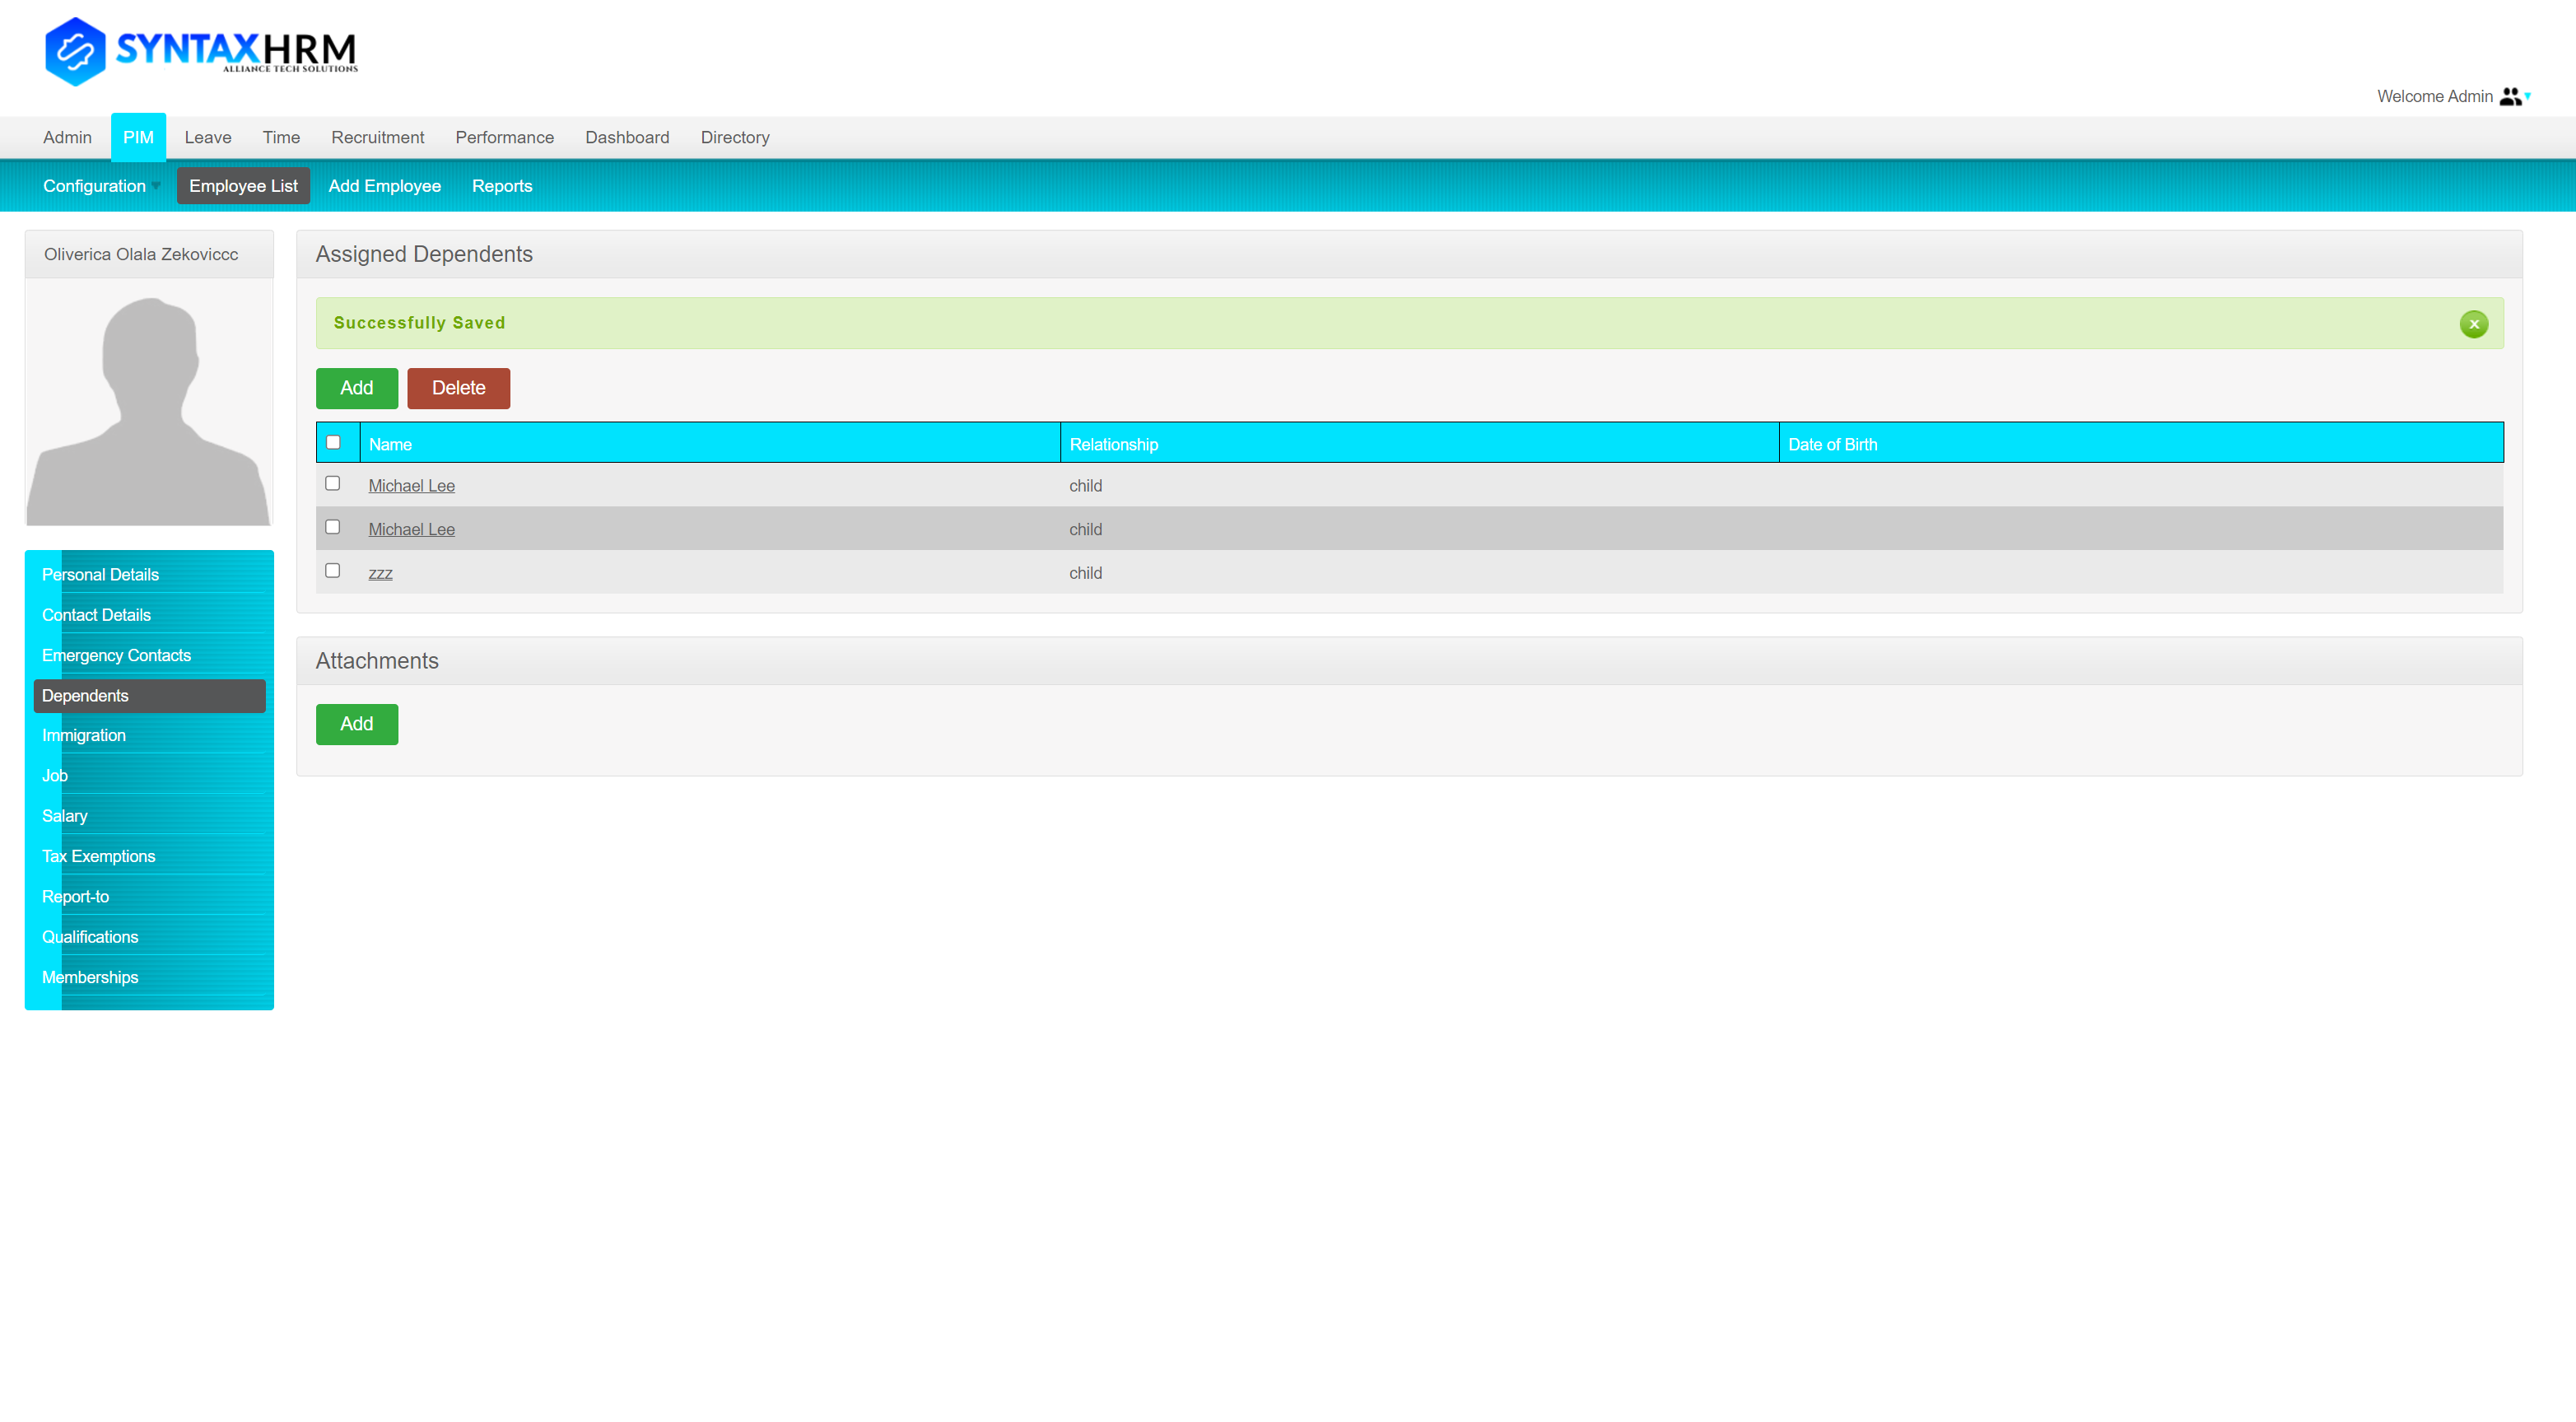 SYNTAXHRM
ALLIANCE TECH SOLUTIONS
Welcome Admin
Admin PIM Leave Time Recruitment Performance Dashboard Directory
Configuration Employee List Add Employee Reports
Oliverica Olala Zekoviccc
Personal Details
Contact Details
Emergency Contacts
Dependents
Immigration
Job
Salary
Tax Exemptions
Report-to
Qualifications
Memberships
Assigned Dependents
Successfully Saved
x
Add Delete
Name Relationship Date of Birth
Michael Lee child
Michael Lee child
zzz child
Attachments
Add